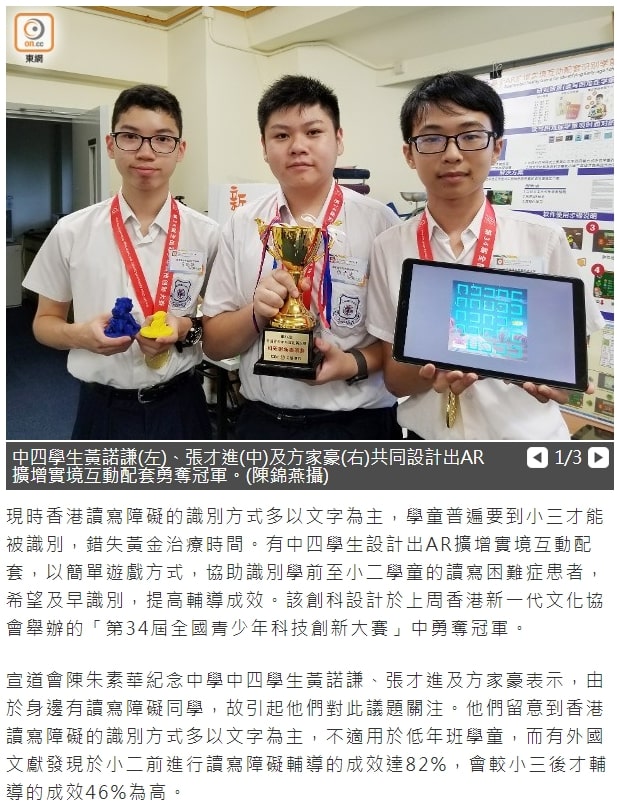 on.cc
東網
解決方案
中四學生黃諾謙(左)、張才進(中)及方家豪(右)共同設計出AR
擴增實境互動配套勇奪冠軍。(陳錦燕攝)
1/3
現時香港讀寫障礙的識別方式多以文字為主，學童普遍要到小三才能
被識別，錯失黃金治療時間。有中四學生設計出AR擴增實境互動配
套，以簡單遊戲方式，協助識別學前至小二學童的讀寫困難症患者，
希望及早識別，提高輔導成效。該創科設計於上周香港新一代文化協
會舉辦的「第34屆全國青少年科技創新大賽」中勇奪冠軍。
宣道會陳朱素華紀念中學中四學生黃諾謙、張才進及方家豪表示，由
於身邊有讀寫障礙同學，故引起他們對此議題關注。他們留意到香港
讀寫障礙的識別方式多以文字為主，不適用於低年班學童，而有外國
文獻發現於小二前進行讀寫障礙輔導的成效達82%，會較小三後才輔
導的成效46%為高。